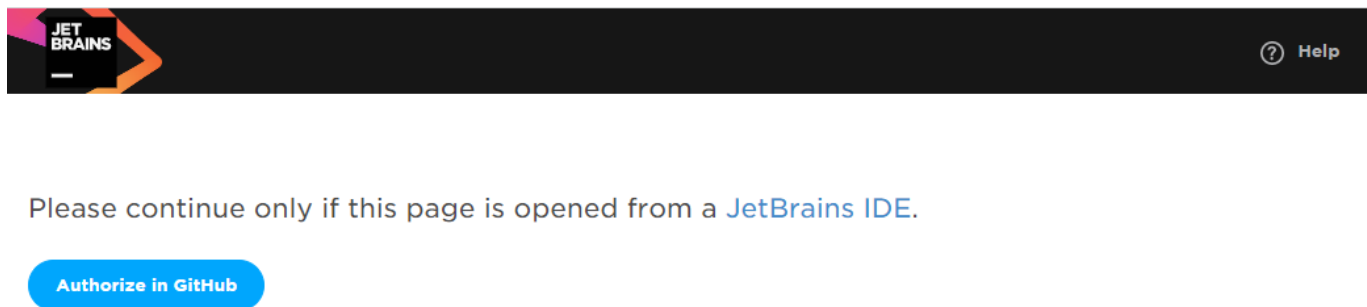 JET
BRAINS
? Help
Please continue only if this page is opened from a JetBrains IDE.
Authorize in GitHub